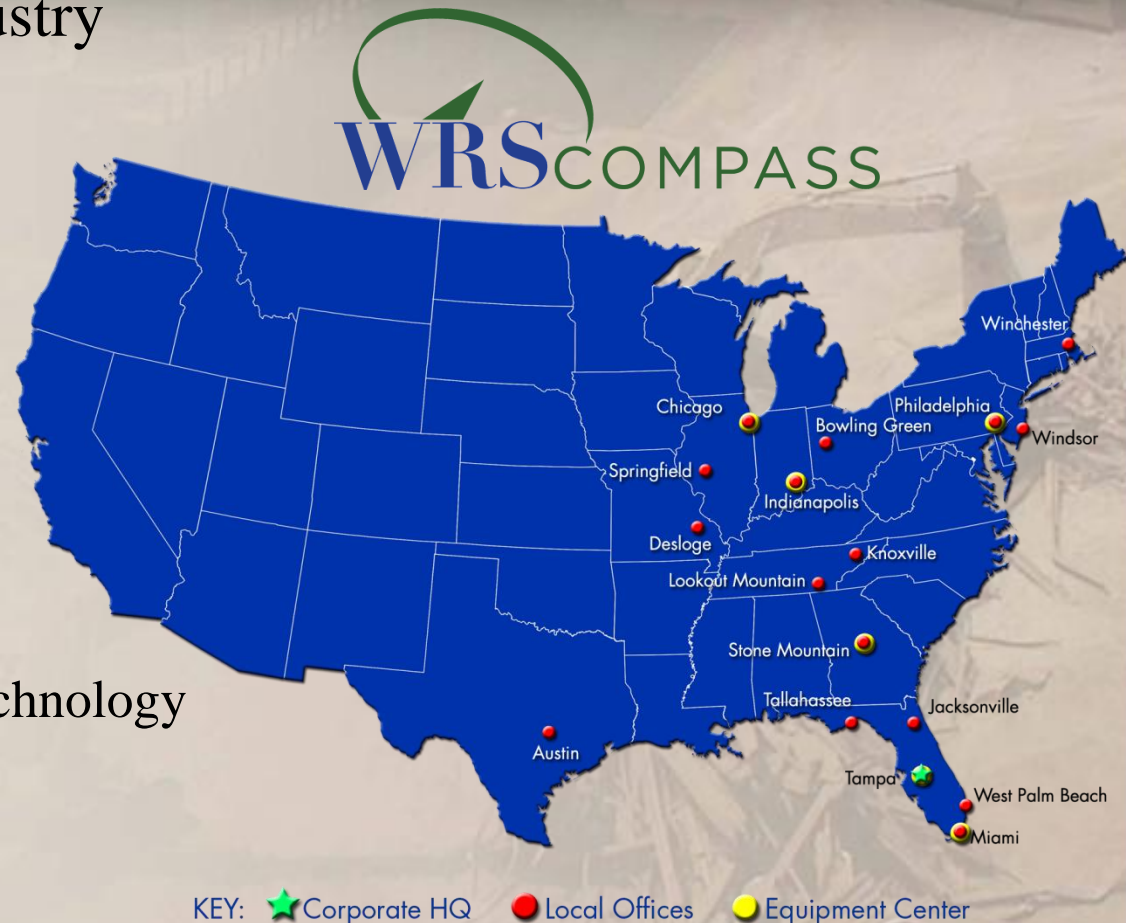 ustry
WRSCOMPASS
Winchester
Chicago
Philadelphia
Bowling Green
Windsor
Springfield
Indianapolis
Desloge
Knoxville
Lookout Mountain
Stone Mountain
Tallahassee
Jacksonville
chnology
Austin
Tampa
West Palm Beach
Miami
KEY: Corporate HQ Local Offices Equipment Center